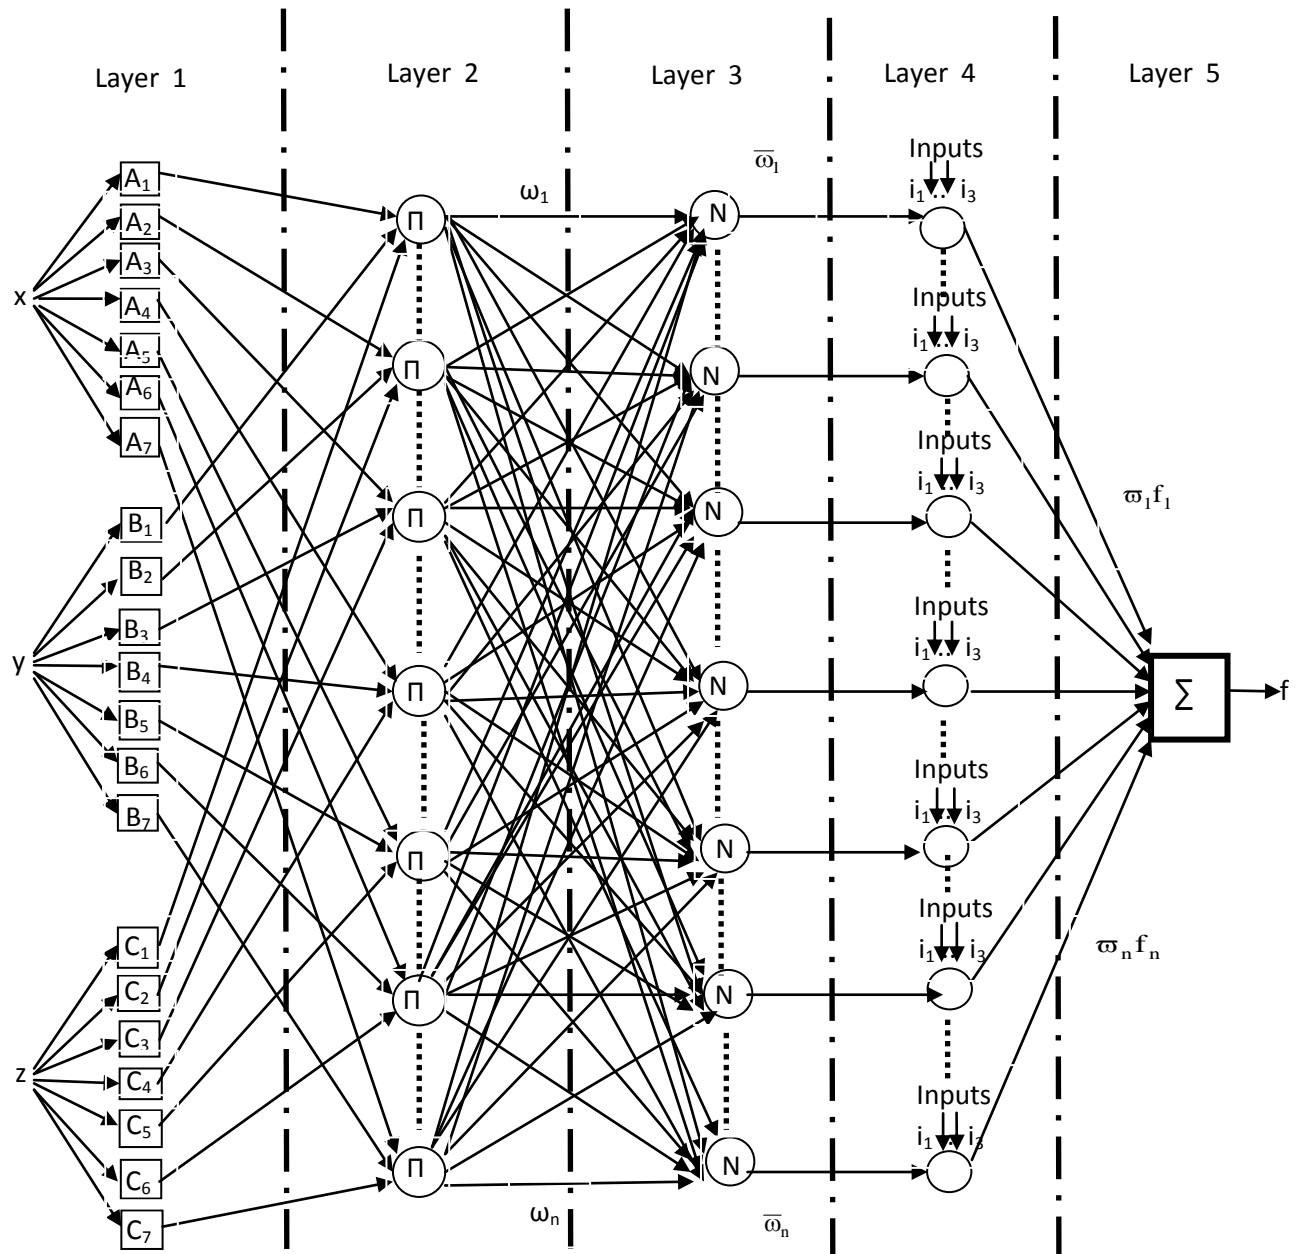 Layer 1
Layer 2
Layer 3
Layer 4
Layer 5
x
A₁
A₂
A₃
A₄
A₅
A₆
A₇
y
B₁
B₂
B₃
B₄
B₅
B₆
B₇
z
C₁
C₂
C₃
C₄
C₅
C₆
C₇
Π
Π
Π
Π
Π
Π
Π
ω₁
ωₙ
N
N
N
N
N
N
N
ω̅₁
ω̅ₙ
Inputs
i₁ .. i₃
Inputs
i₁ .. i₃
Inputs
i₁ .. i₃
Inputs
i₁ .. i₃
Inputs
i₁ .. i₃
Inputs
i₁ .. i₃
Inputs
i₁ .. i₃
ϖ₁f₁
ϖₙfₙ
Σ
f